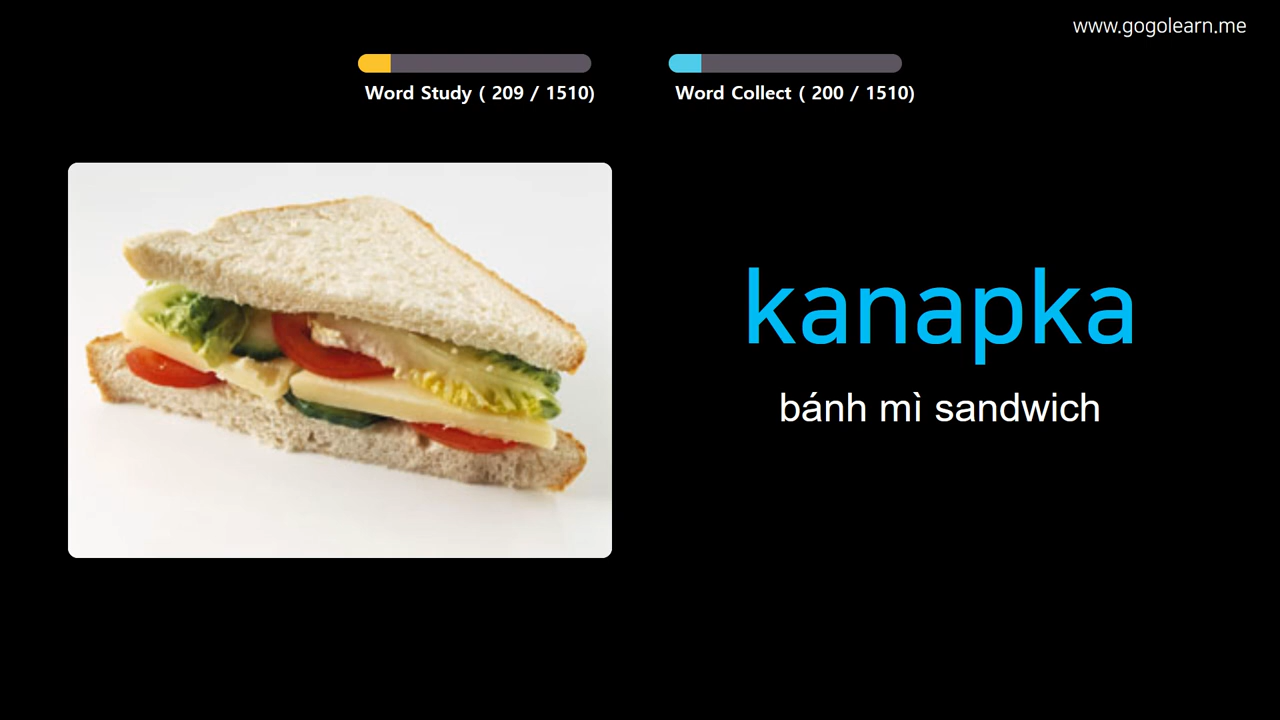 www.gogolearn.me
Word Study ( 209 / 1510)
Word Collect ( 200 / 1510)
kanapka
bánh mì sandwich